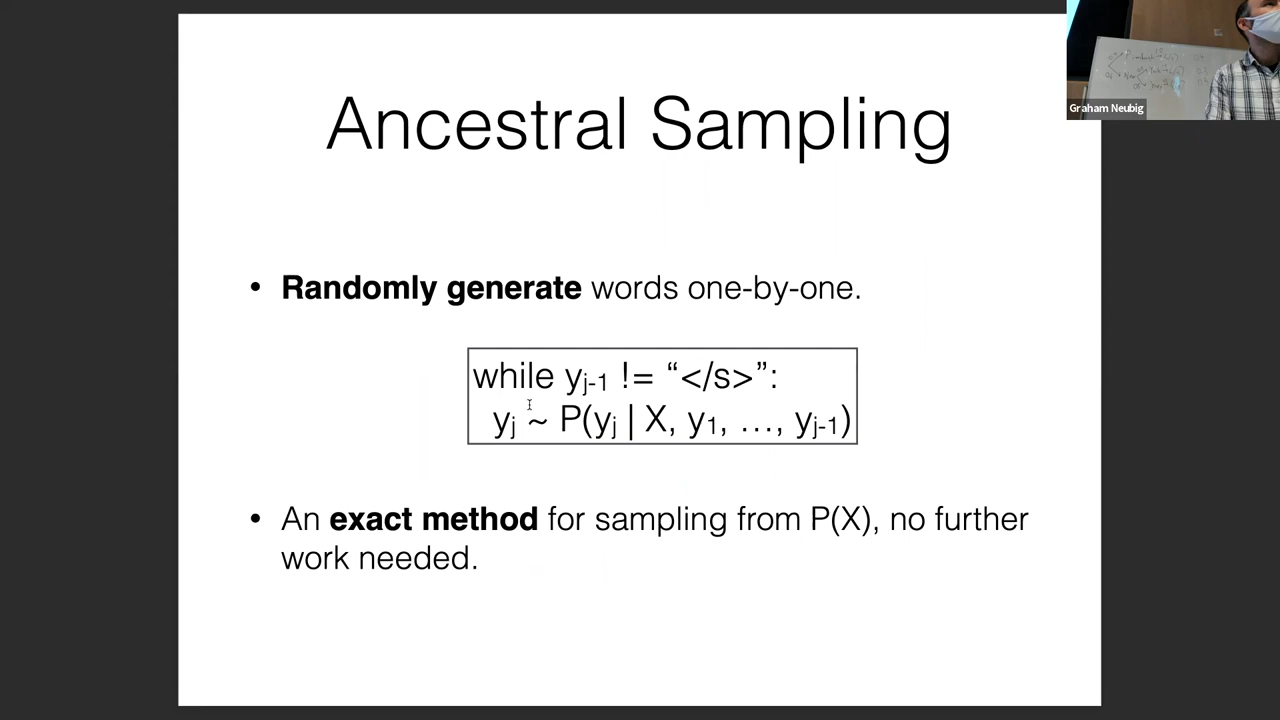 Ancestral Sampling
Graham Neubig
• Randomly generate words one-by-one.
while yj-1 != “</s>”:
yj ~ P(yj | X, y1, …, yj-1)
• An exact method for sampling from P(X), no further
work needed.